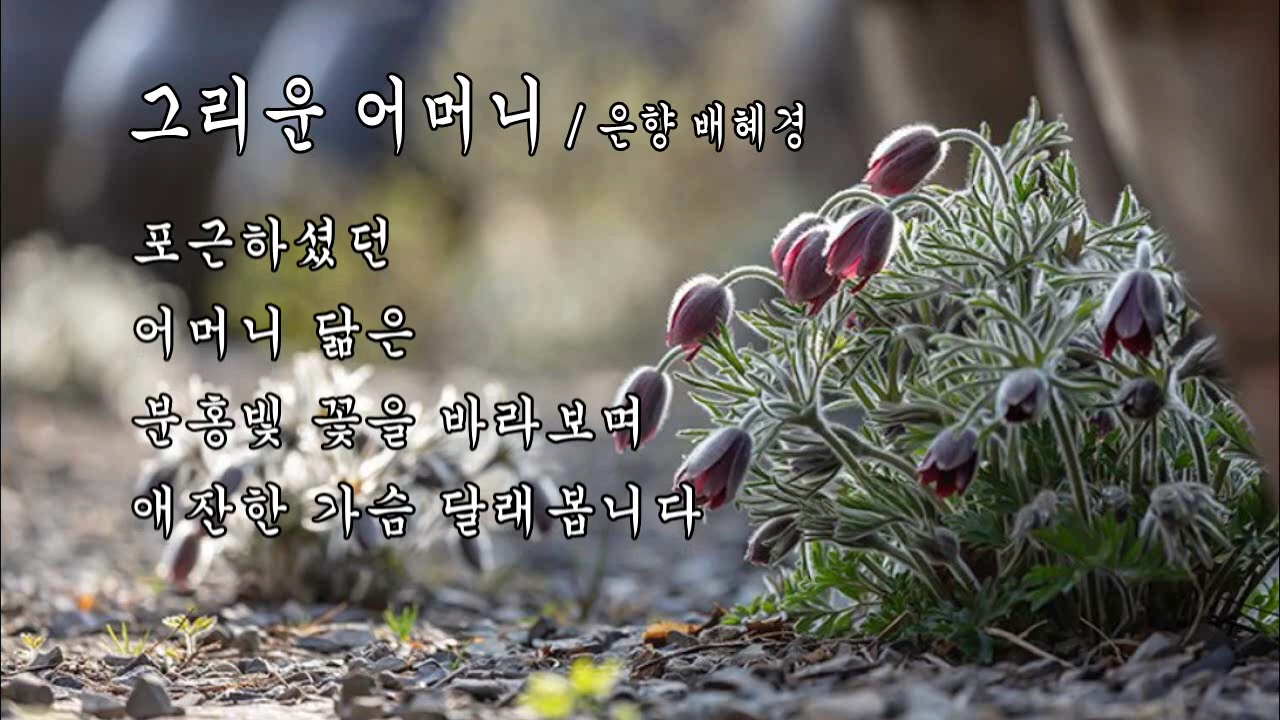 그리운 어머니 / 은향 배혜경
포근하셨던
어머니 닮은
분홍빛 꽃을 바라보며
애잔한 가슴 달래봅니다